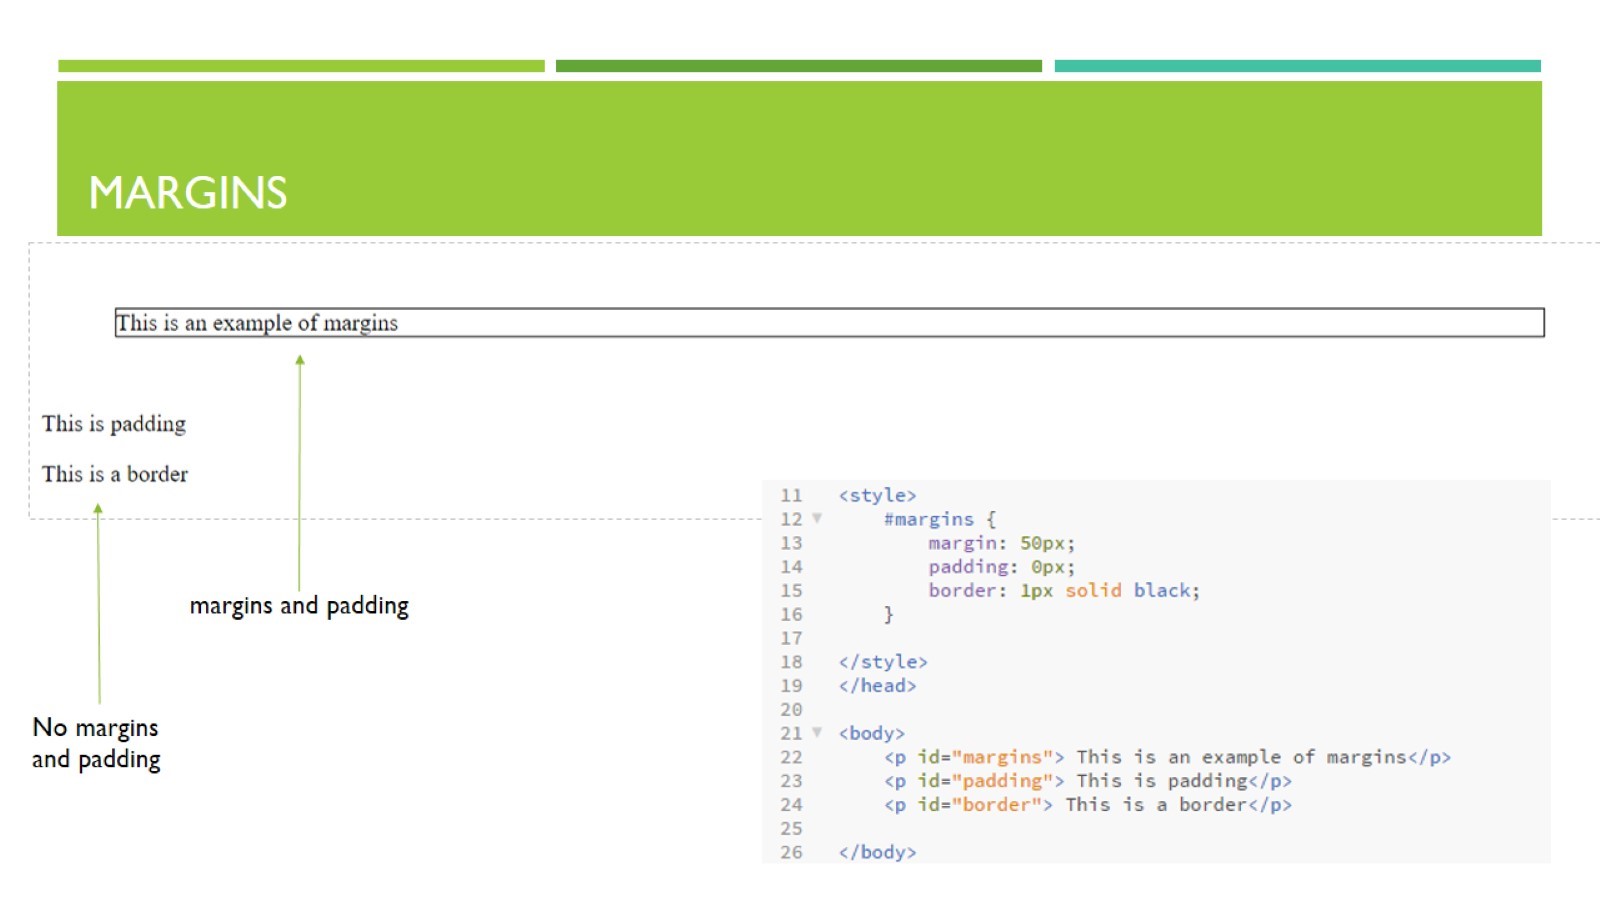 MARGINS
This is an example of margins
This is padding
This is a border
margins and padding
No margins
and padding
11 <style>
12 #margins {
13 margin: 50px;
14 padding: 0px;
15 border: 1px solid black;
16 }
17
18 </style>
19 </head>
20
21 <body>
22 <p id="margins"> This is an example of margins</p>
23 <p id="padding"> This is padding</p>
24 <p id="border"> This is a border</p>
25
26 </body>